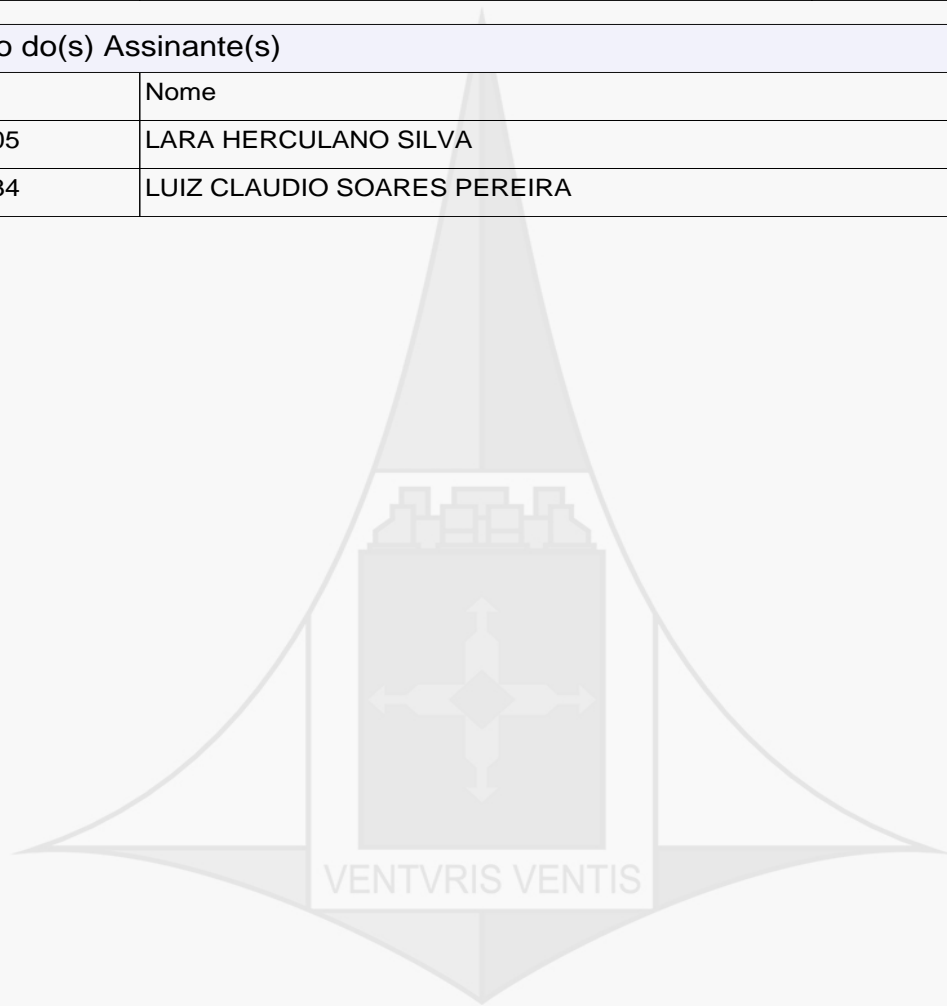 o do(s) Assinante(s)
Nome
05 LARA HERCULANO SILVA
34 LUIZ CLAUDIO SOARES PEREIRA
VENTVRIS VENTIS